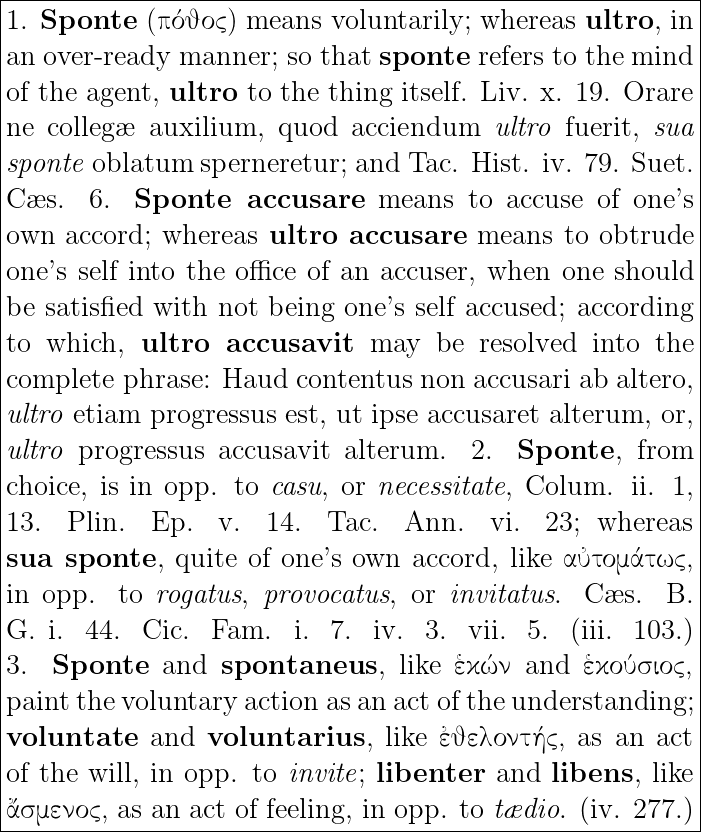 1. Sponte (πόϑος) means voluntarily; whereas ultro, in
an over-ready manner; so that sponte refers to the mind
of the agent, ultro to the thing itself. Liv. x. 19. Orare
ne collegæ auxilium, quod acciendum ultro fuerit, sua
sponte oblatum sperneretur; and Tac. Hist. iv. 79. Suet.
Cæs. 6. Sponte accusare means to accuse of one's
own accord; whereas ultro accusare means to obtrude
one's self into the office of an accuser, when one should
be satisfied with not being one's self accused; according
to which, ultro accusavit may be resolved into the
complete phrase: Haud contentus non accusari ab altero,
ultro etiam progressus est, ut ipse accusaret alterum, or,
ultro progressus accusavit alterum. 2. Sponte, from
choice, is in opp. to casu, or necessitate, Colum. ii. 1,
13. Plin. Ep. v. 14. Tac. Ann. vi. 23; whereas
sua sponte, quite of one's own accord, like αὐτομάτως,
in opp. to rogatus, provocatus, or invitatus. Cæs. B.
G. i. 44. Cic. Fam. i. 7. iv. 3. vii. 5. (iii. 103.)
3. Sponte and spontaneus, like ἑκών and ἑκούσιος,
paint the voluntary action as an act of the understanding;
voluntate and voluntarius, like ἐϑελοντής, as an act
of the will, in opp. to invite; libenter and libens, like
ἄσμενος, as an act of feeling, in opp. to tædio. (iv. 277.)